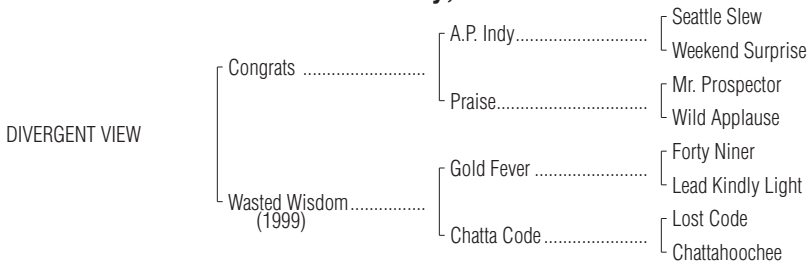 Seattle Slew
A.P. Indy
Weekend Surprise
Congrats
Mr. Prospector
Praise
Wild Applause
DIVERGENT VIEW
Forty Niner
Gold Fever
Lead Kindly Light
Wasted Wisdom
(1999)
Lost Code
Chatta Code
Chattahoochee